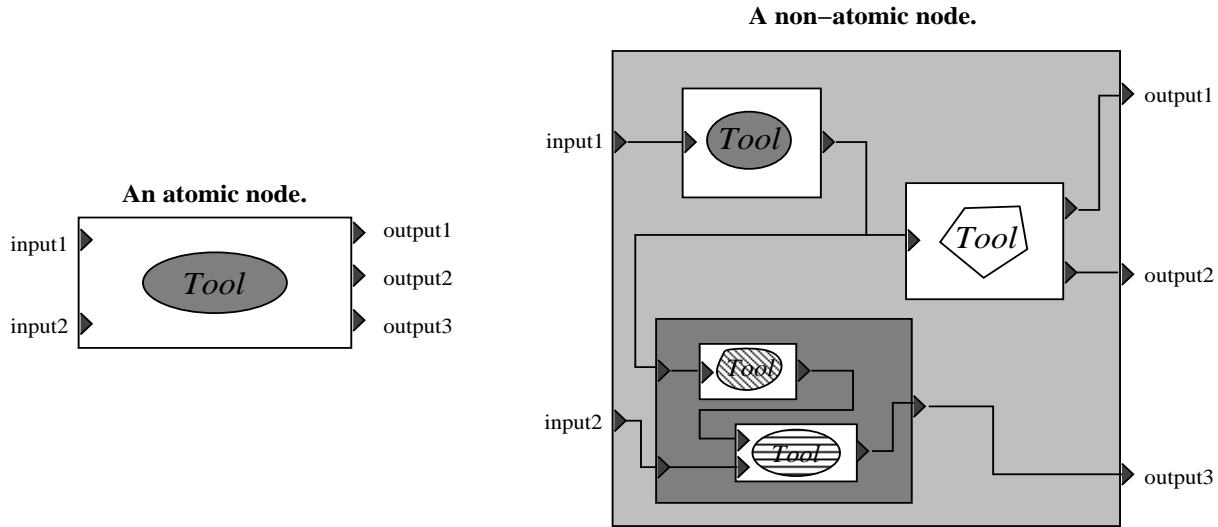 An atomic node.
input1
input2
Tool
output1
output2
output3
A non−atomic node.
input1
input2
Tool
Tool
Tool
Tool
output1
output2
output3